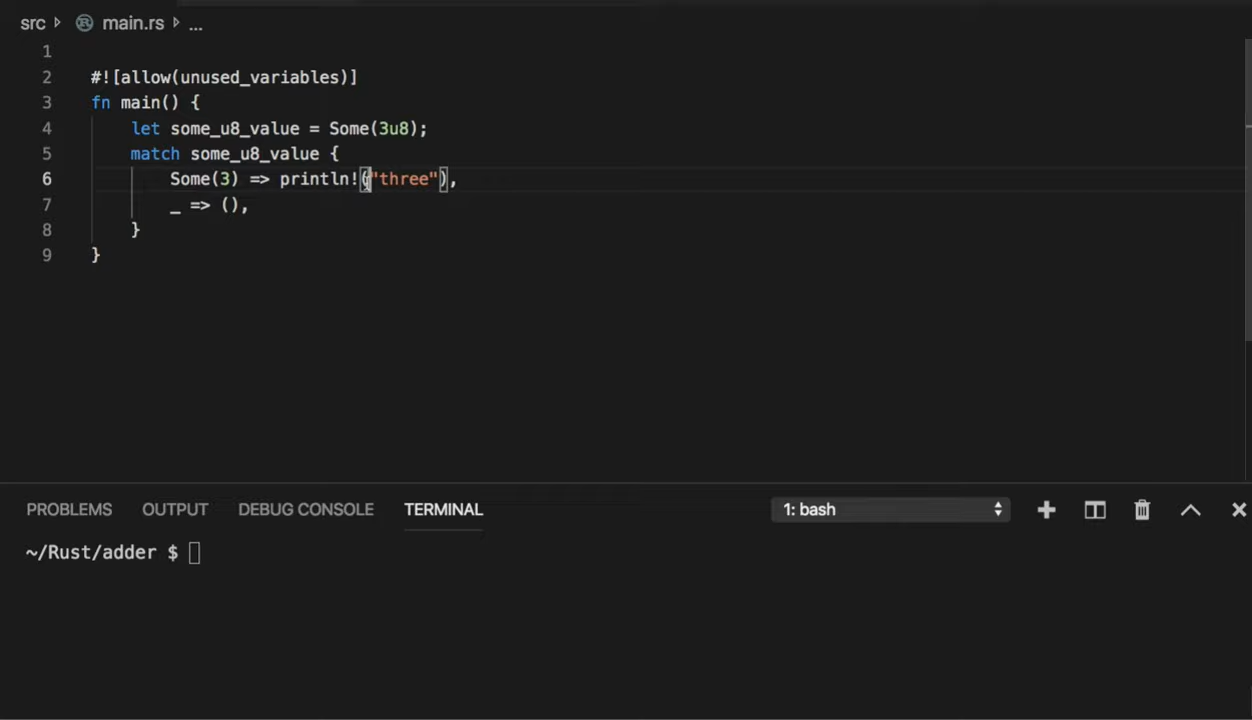 src main.rs ...
1
2 #![allow(unused_variables)]
3 fn main() {
4     let some_u8_value = Some(3u8);
5     match some_u8_value {
6         Some(3) => println!("three"),
7         _ => (),
8     }
9 }
PROBLEMS OUTPUT DEBUG CONSOLE TERMINAL 1: bash
~/Rust/adder $